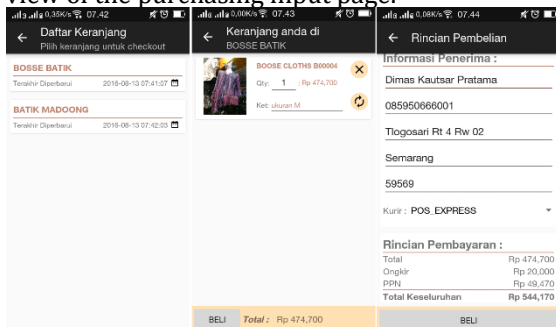 view of the purchasing input page.
0,35K/s 07.42
Daftar Keranjang
Pilih keranjang untuk checkout
BOSSE BATIK
Terakhir Diperbarui 2016-08-13 07:41:07
BATIK MADOONG
Terakhir Diperbarui 2016-08-13 07:42:03
0,00K/s 07.43
Keranjang anda di
BOSSE BATIK
BOOSE CLOTHS B00004
Qty: 1 : Rp 474,700
Ket: ukuran M
BELI Total : Rp 474,700
0,08K/s 07.44
Rincian Pembelian
Informasi Penerima :
Dimas Kautsar Pratama
085950666001
Tlogosari Rt 4 Rw 02
Semarang
59569
Kurir : POS_EXPRESS
Rincian Pembayaran :
Total Rp 474,700
Ongkir Rp 20,000
PPN Rp 49,470
Total Keseluruhan Rp 544,170
BELI